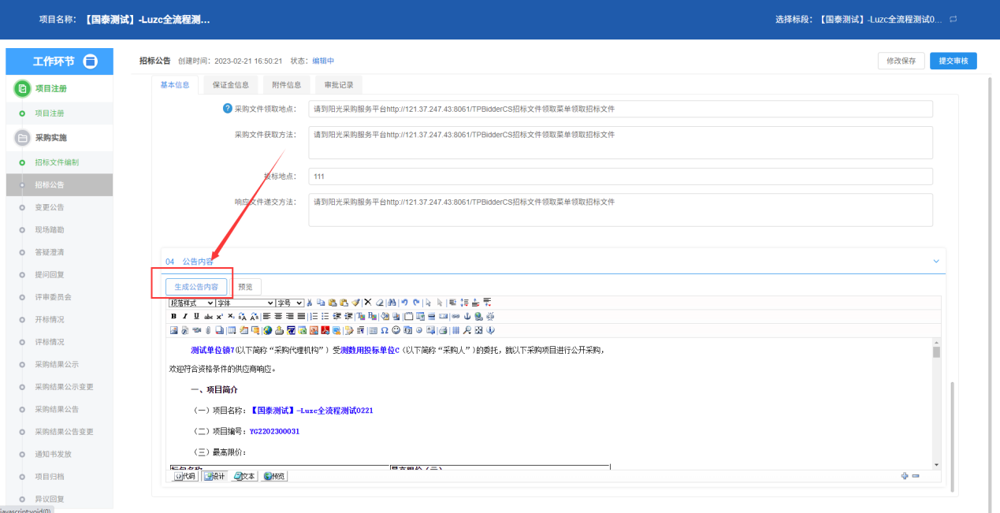 项目名称： 【国泰测试】-Luzc全流程测... 选择标段： 【国泰测试】-Luzc全流程测试0...
工作环节
项目注册
项目注册
采购实施
招标文件编制
招标公告
变更公告
现场踏勘
答疑澄清
提问回复
评审委员会
开标情况
评标情况
采购结果公示
采购结果公示变更
采购结果公告
采购结果公告变更
通知书发放
项目归档
异议回复
javascript:void(0)
招标公告 创建时间：2023-02-21 16:50:21 状态：编辑中 修改保存 提交审核
基本信息 保证金信息 附件信息 审批记录
采购文件领取地点： 请到阳光采购服务平台http://121.37.247.43:8061/TPBidderCS招标文件领取菜单领取招标文件
采购文件获取方法： 请到阳光采购服务平台http://121.37.247.43:8061/TPBidderCS招标文件领取菜单领取招标文件
投标地点： 111
响应文件递交方法： 请到阳光采购服务平台http://121.37.247.43:8061/TPBidderCS招标文件领取菜单领取招标文件
04 公告内容
生成公告内容 预览
段落样式 字体 字号
测试单位镜7(以下简称“采购代理机构”）受测数用投标单位C（以下简称“采购人”)的委托，就以下采购项目进行公开采购，
欢迎符合资格条件的供应商响应。
一、项目简介
（一）项目名称：【国泰测试】-Luzc全流程测试0221
（二）项目编号：YG2202300031
（三）最高限价：
标包名称 最高限价（元）
代码 设计 文本 预览